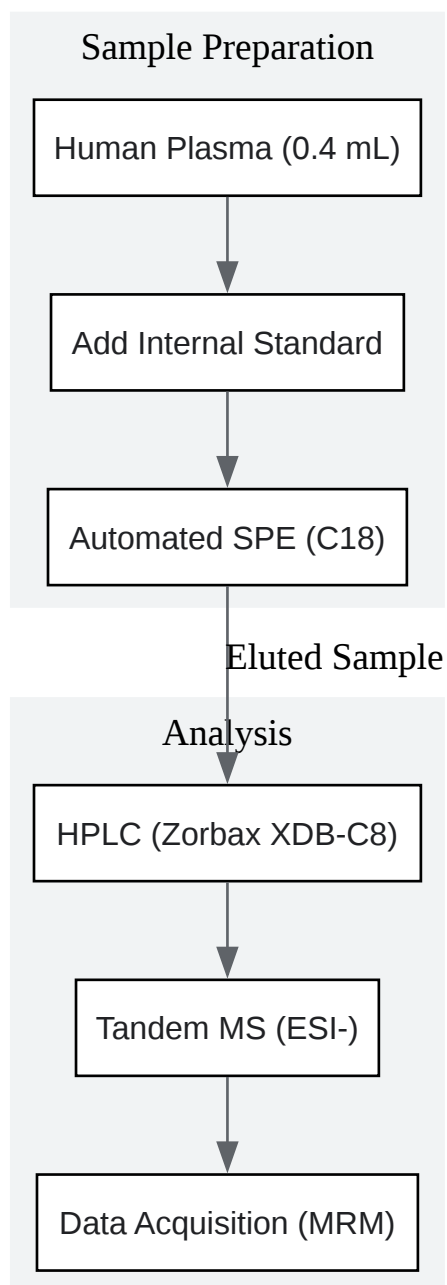 Sample Preparation
Human Plasma (0.4 mL)
Add Internal Standard
Automated SPE (C18)
Eluted Sample
Analysis
HPLC (Zorbax XDB-C8)
Tandem MS (ESI-)
Data Acquisition (MRM)